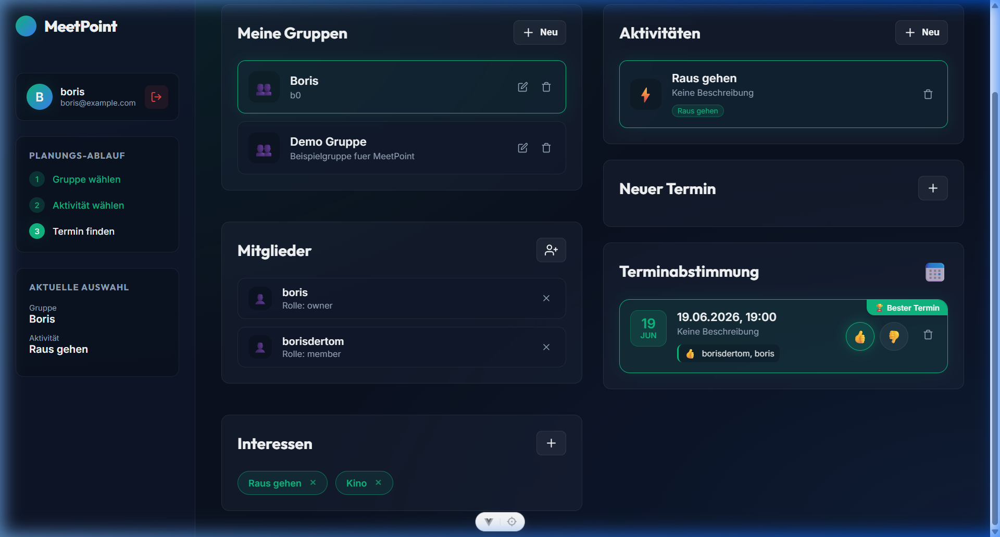 MeetPoint
B
boris
boris@example.com
PLANUNGS-ABLAUF
1 Gruppe wählen
2 Aktivität wählen
3 Termin finden
AKTUELLE AUSWAHL
Gruppe
Boris
Aktivität
Raus gehen
Meine Gruppen
Neu
Boris
b0
Demo Gruppe
Beispielgruppe fuer MeetPoint
Mitglieder
boris
Rolle: owner
borisdertom
Rolle: member
Interessen
Raus gehen
Kino
Aktivitäten
Neu
Raus gehen
Keine Beschreibung
Raus gehen
Neuer Termin
Terminabstimmung
Bester Termin
19
JUN
19.06.2026, 19:00
Keine Beschreibung
borisdertom, boris